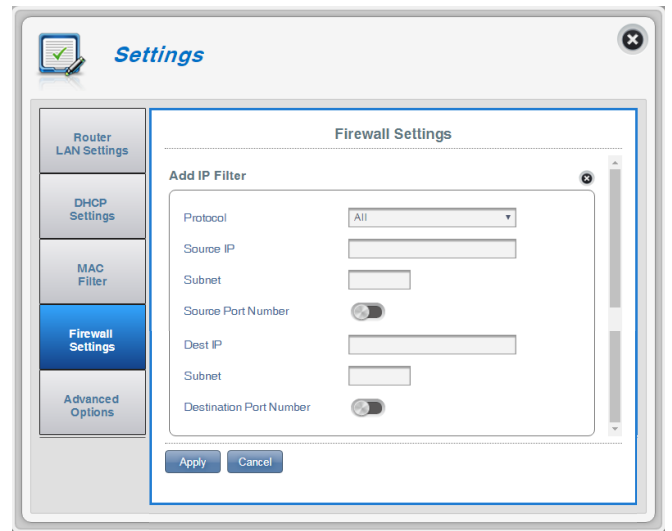 Settings
Router
LAN Settings
DHCP
Settings
MAC
Filter
Firewall
Settings
Advanced
Options
Firewall Settings
Add IP Filter
Protocol
All
Source IP
Subnet
Source Port Number
Dest IP
Subnet
Destination Port Number
Apply
Cancel